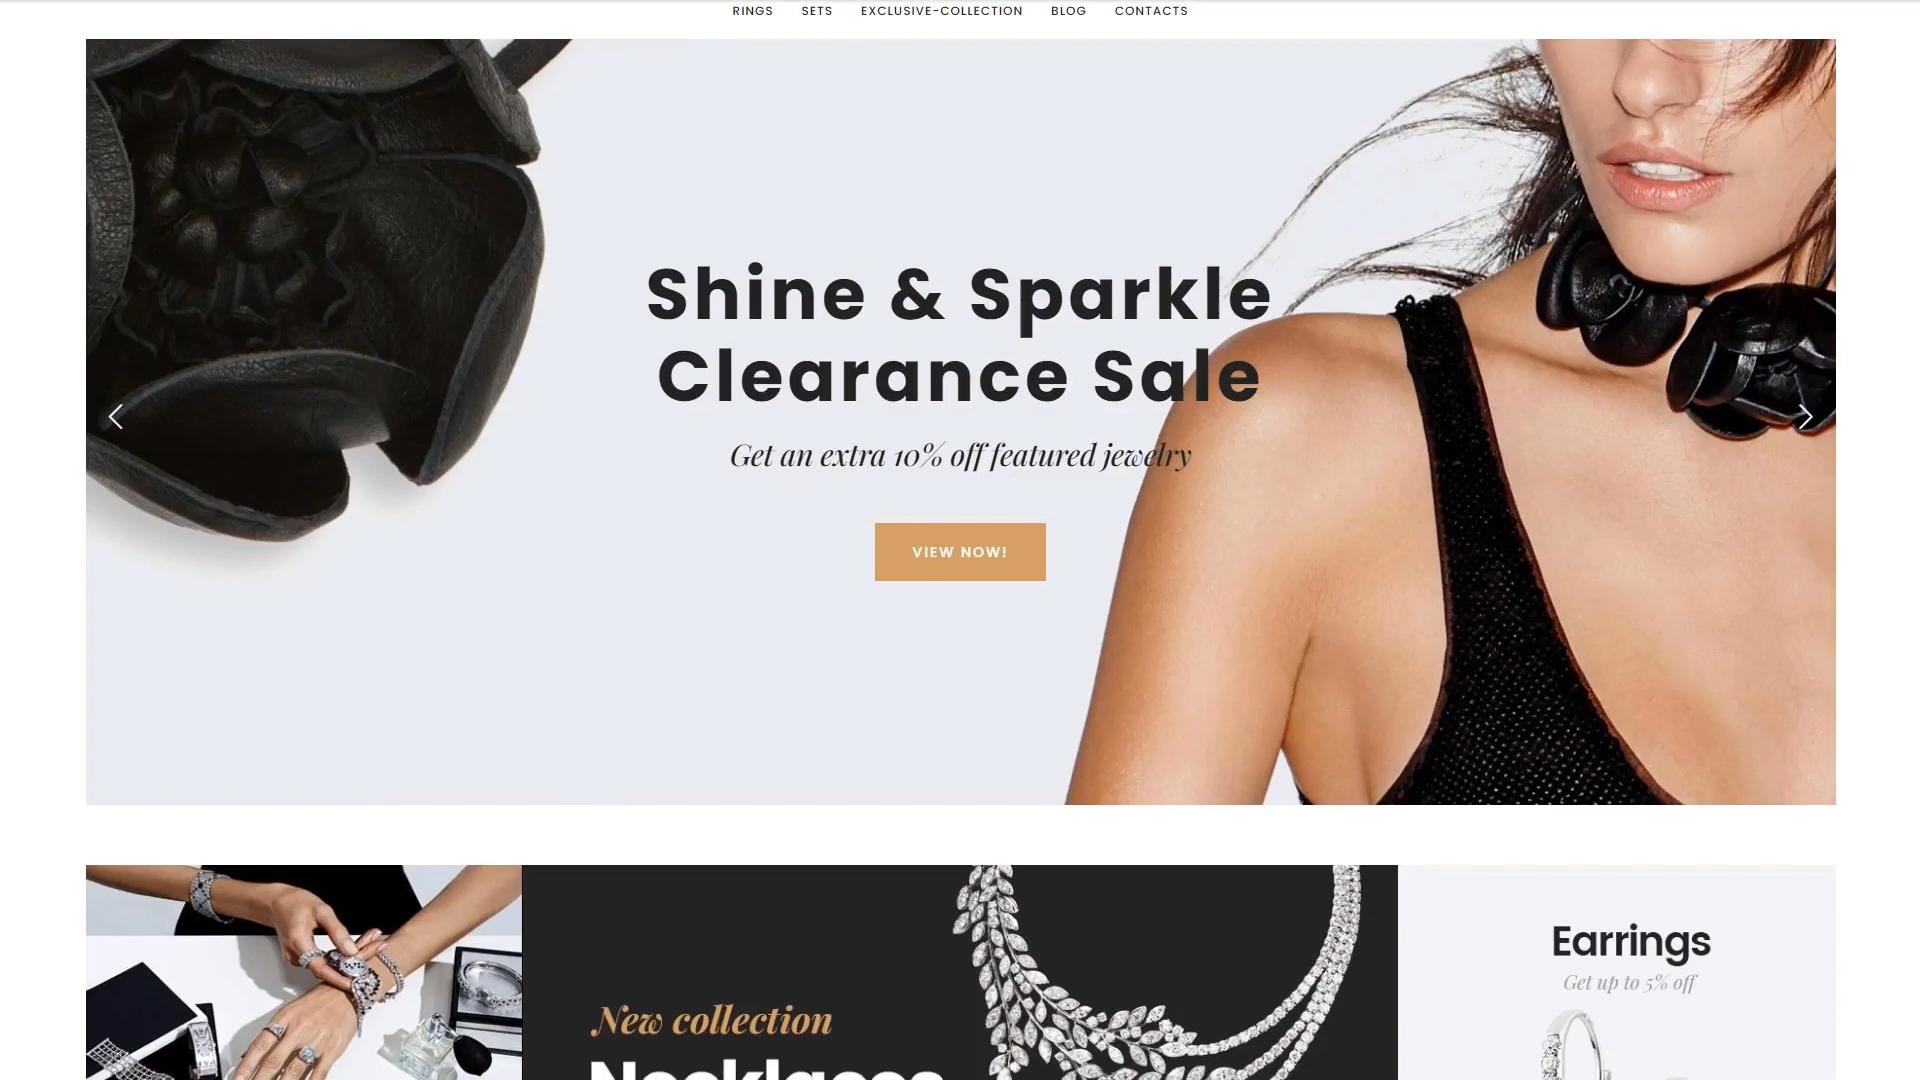 RINGS SETS EXCLUSIVE-COLLECTION BLOG CONTACTS
Shine & Sparkle
Clearance Sale
Get an extra 10% off featured jewelry
VIEW NOW!
New collection
Necklaces
Earrings
Get up to 5% off